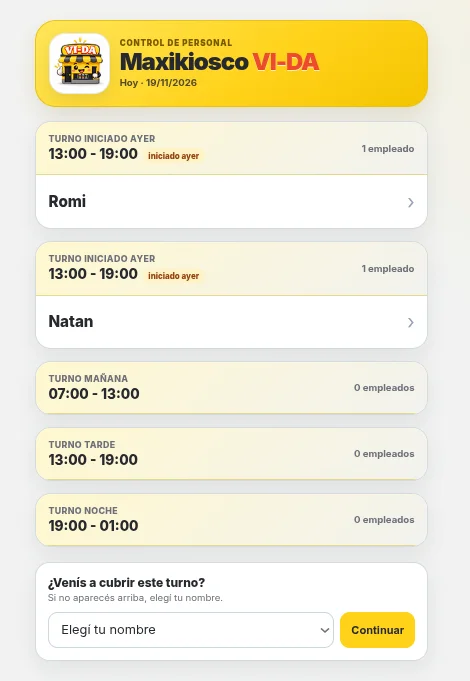 VI-DA
CONTROL DE PERSONAL
Maxikiosco VI-DA
Hoy · 19/11/2026
TURNO INICIADO AYER
13:00 - 19:00 iniciado ayer
1 empleado
Romi
TURNO INICIADO AYER
13:00 - 19:00 iniciado ayer
1 empleado
Natan
TURNO MAÑANA
07:00 - 13:00
0 empleados
TURNO TARDE
13:00 - 19:00
0 empleados
TURNO NOCHE
19:00 - 01:00
0 empleados
¿Venís a cubrir este turno?
Si no aparecés arriba, elegí tu nombre.
Elegí tu nombre
Continuar